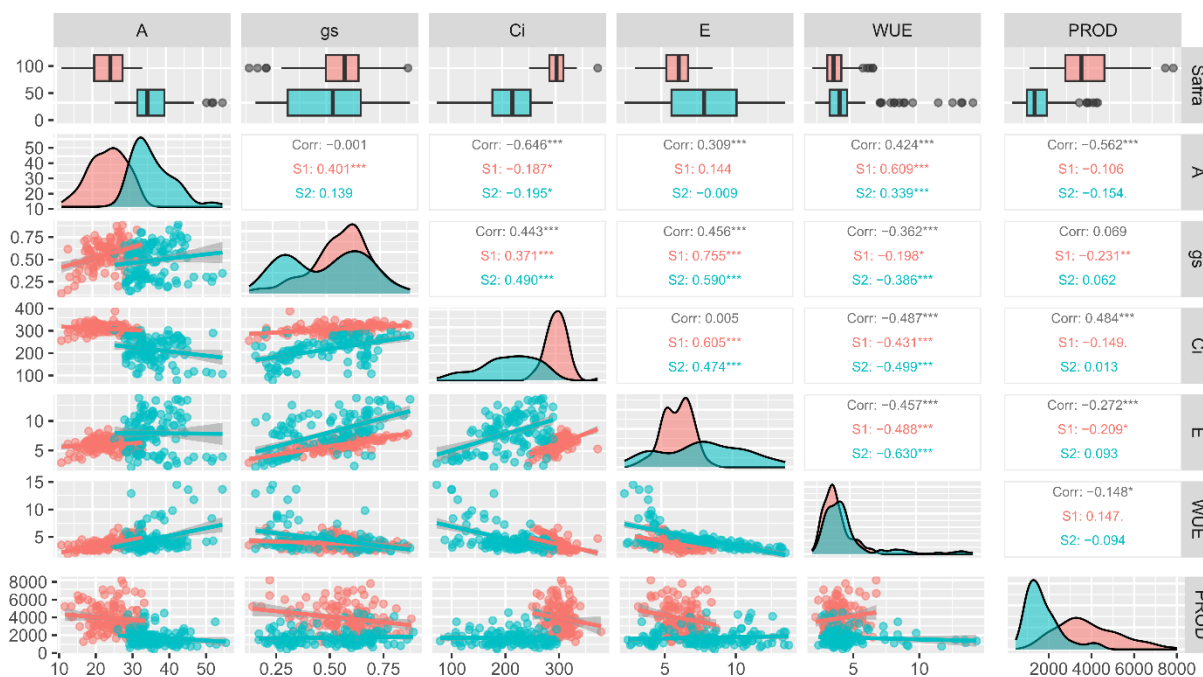 A gs Ci E WUE PROD
100
50
0
Safra
50
40
30
20
10
Corr: −0.001
S1: 0.401***
S2: 0.139
Corr: −0.646***
S1: −0.187*
S2: −0.195*
Corr: 0.309***
S1: 0.144
S2: −0.009
Corr: 0.424***
S1: 0.609***
S2: 0.339***
Corr: −0.562***
S1: −0.106
S2: −0.154.
A
0.75
0.50
0.25
Corr: 0.443***
S1: 0.371***
S2: 0.490***
Corr: 0.456***
S1: 0.755***
S2: 0.590***
Corr: −0.362***
S1: −0.198*
S2: −0.386***
Corr: 0.069
S1: −0.231**
S2: 0.062
gs
400
300
200
100
Corr: 0.005
S1: 0.605***
S2: 0.474***
Corr: −0.487***
S1: −0.431***
S2: −0.499***
Corr: 0.484***
S1: −0.149.
S2: 0.013
Ci
10
5
Corr: −0.457***
S1: −0.488***
S2: −0.630***
Corr: −0.272***
S1: −0.209*
S2: 0.093
E
15
10
5
Corr: −0.148*
S1: 0.147.
S2: −0.094
WUE
8000
6000
4000
2000
0
PROD
10 20 30 40 50 0.25 0.50 0.75 100 200 300 5 10 5 10 2000 4000 6000 8000